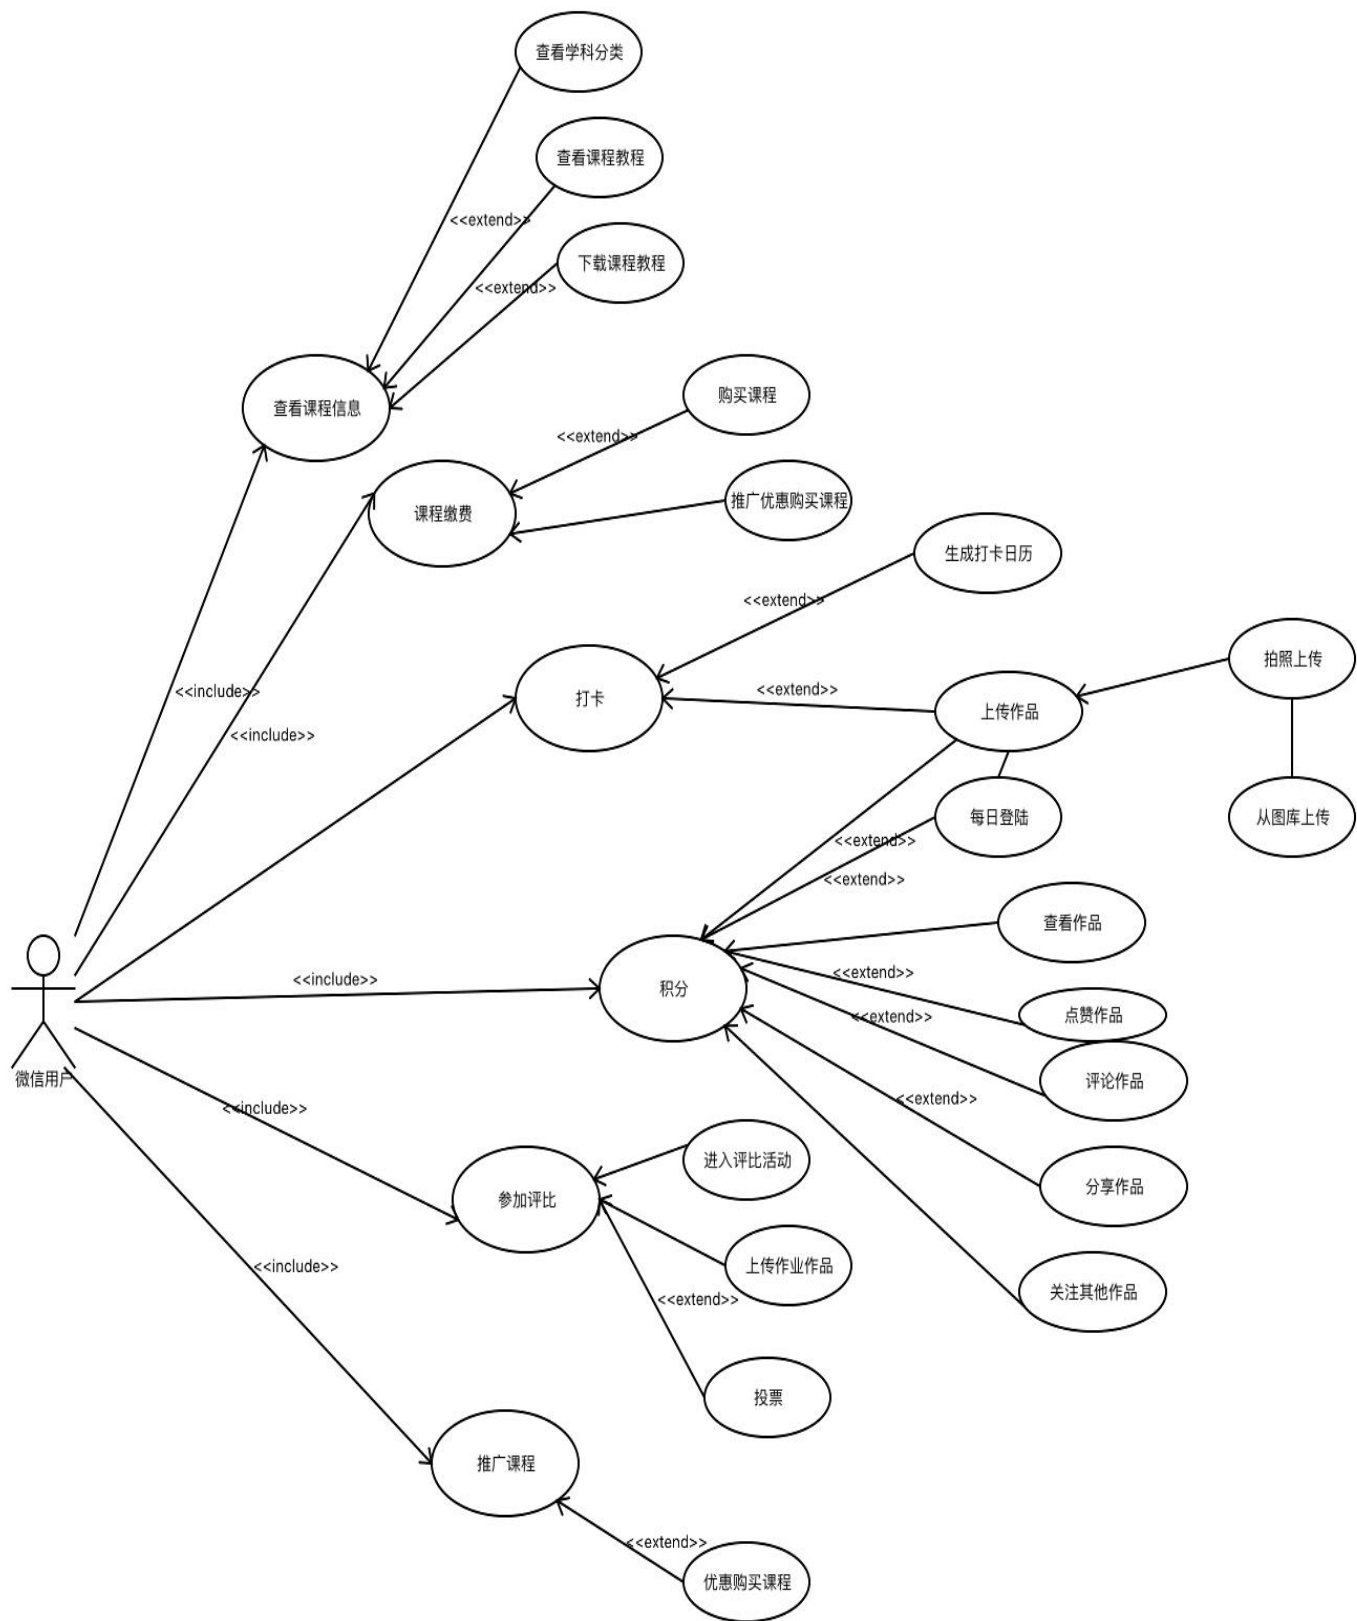 查看学科分类
查看课程教程
<<extend>>
下载课程教程
<<extend>>
查看课程信息
购买课程
<<extend>>
推广优惠购买课程
课程缴费
生成打卡日历
<<extend>>
拍照上传
<<include>>
打卡
<<extend>>
上传作品
<<include>>
每日登陆
从图库上传
<<extend>>
<<extend>>
查看作品
<<include>>
积分
<<extend>>
点赞作品
<<extend>>
评论作品
微信用户
<<include>>
<<extend>>
进入评比活动
分享作品
参加评比
<<include>>
上传作业作品
<<extend>>
关注其他作品
投票
推广课程
<<extend>>
优惠购买课程